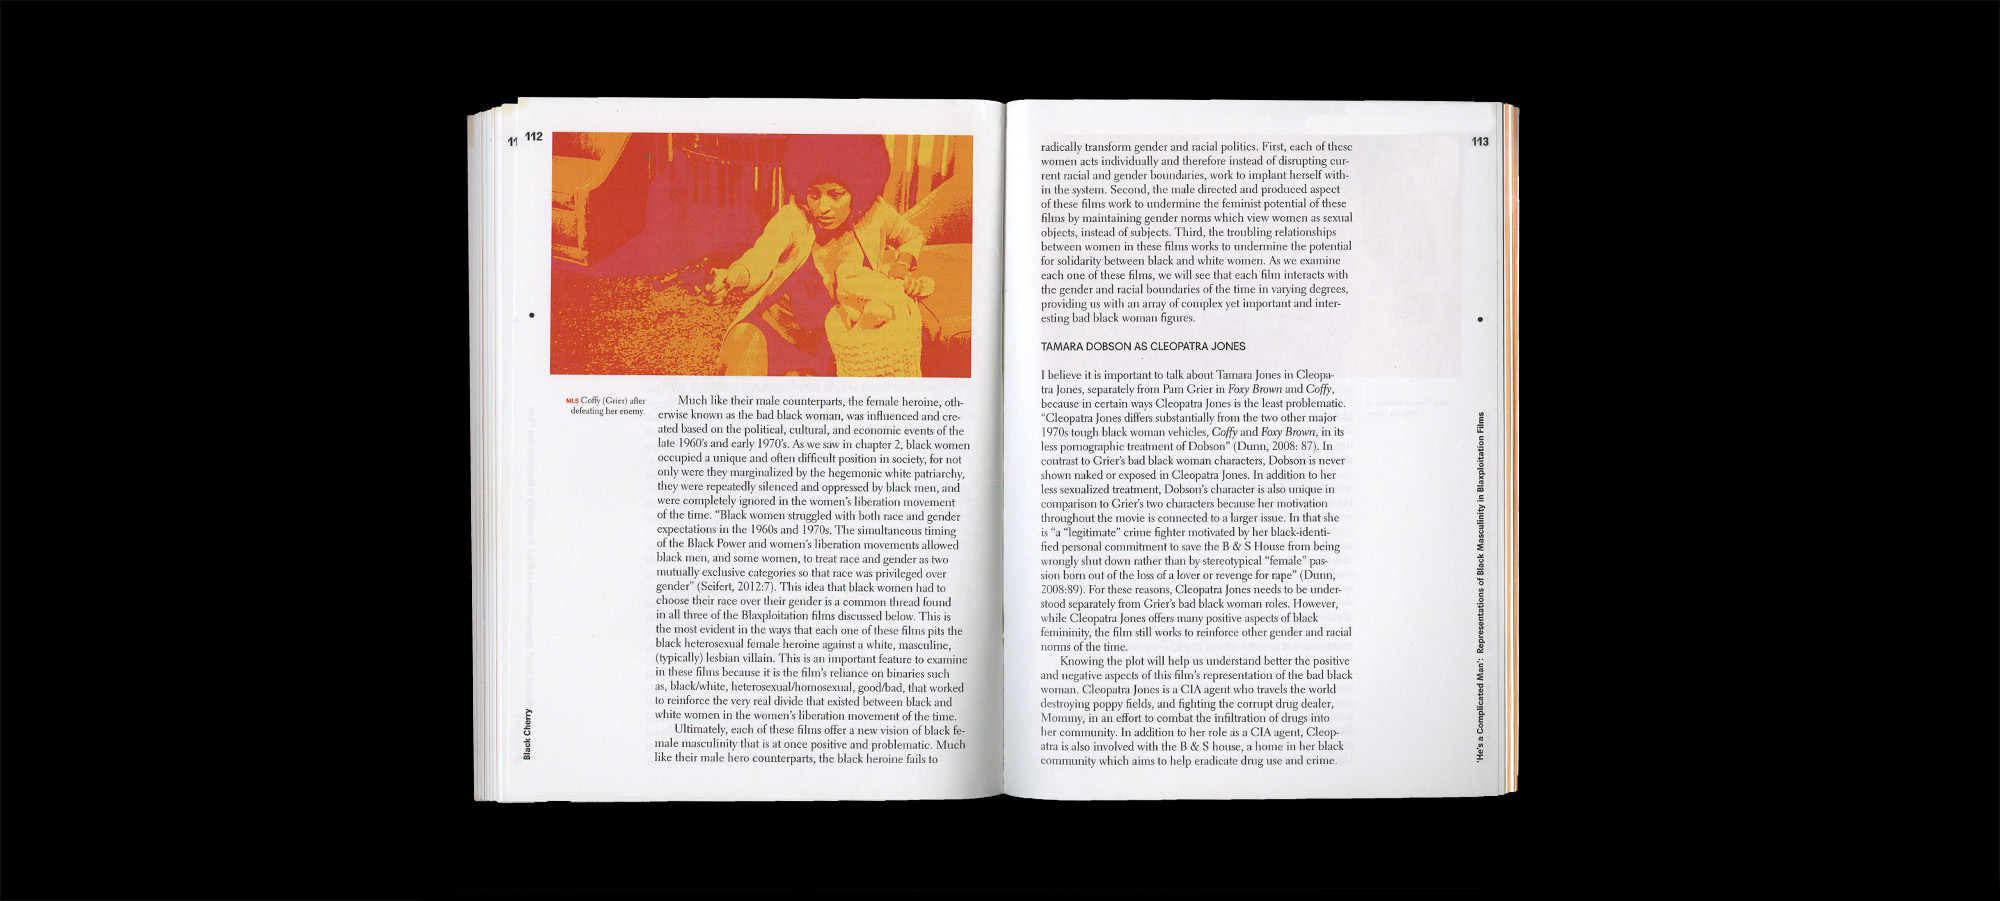 11
112
MLS Coffy (Grier) after
defeating her enemy.
Much like their male counterparts, the female heroine, oth-
erwise known as the bad black woman, was influenced and cre-
ated based on the political, cultural, and economic events of the
late 1960's and early 1970's. As we saw in chapter 2, black women
occupied a unique and often difficult position in society, for not
only were they marginalized by the hegemonic white patriarchy,
they were repeatedly silenced and oppressed by black men, and
were completely ignored in the women's liberation movement
of the time. “Black women struggled with both race and gender
expectations in the 1960s and 1970s. The simultaneous timing
of the Black Power and women's liberation movements allowed
black men, and some women, to treat race and gender as two
mutually exclusive categories so that race was privileged over
gender” (Seifert, 2012:7). This idea that black women had to
choose their race over their gender is a common thread found
in all three of the Blaxploitation films discussed below. This is
the most evident in the ways that each one of these films pits the
black heterosexual female heroine against a white, masculine,
(typically) lesbian villain. This is an important feature to examine
in these films because it is the film's reliance on binaries such
as, black/white, heterosexual/homosexual, good/bad, that worked
to reinforce the very real divide that existed between black and
white women in the women's liberation movement of the time.
Ultimately, each of these films offer a new vision of black fe-
male masculinity that is at once positive and problematic. Much
like their male hero counterparts, the black heroine fails to
Black Cherry
113
radically transform gender and racial politics. First, each of these
women acts individually and therefore instead of disrupting cur-
rent racial and gender boundaries, work to implant herself with-
in the system. Second, the male directed and produced aspect
of these films work to undermine the feminist potential of these
films by maintaining gender norms which view women as sexual
objects, instead of subjects. Third, the troubling relationships
between women in these films works to undermine the potential
for solidarity between black and white women. As we examine
each one of these films, we will see that each film interacts with
the gender and racial boundaries of the time in varying degrees,
providing us with an array of complex yet important and inter-
esting bad black woman figures.
TAMARA DOBSON AS CLEOPATRA JONES
I believe it is important to talk about Tamara Jones in Cleopa-
tra Jones, separately from Pam Grier in Foxy Brown and Coffy,
because in certain ways Cleopatra Jones is the least problematic.
“Cleopatra Jones differs substantially from the two other major
1970s tough black woman vehicles, Coffy and Foxy Brown, in its
less pornographic treatment of Dobson” (Dunn, 2008: 87). In
contrast to Grier's bad black woman characters, Dobson is never
shown naked or exposed in Cleopatra Jones. In addition to her
less sexualized treatment, Dobson's character is also unique in
comparison to Grier's two characters because her motivation
throughout the movie is connected to a larger issue. In that she
is “a “legitimate” crime fighter motivated by her black-identi-
fied personal commitment to save the B & S House from being
wrongly shut down rather than by stereotypical “female” pas-
sion born out of the loss of a lover or revenge for rape” (Dunn,
2008:89). For these reasons, Cleopatra Jones needs to be under-
stood separately from Grier's bad black woman roles. However,
while Cleopatra Jones offers many positive aspects of black
femininity, the film still works to reinforce other gender and racial
norms of the time.
Knowing the plot will help us understand better the positive
and negative aspects of this film's representation of the bad black
woman. Cleopatra Jones is a CIA agent who travels the world
destroying poppy fields, and fighting the corrupt drug dealer,
Mommy, in an effort to combat the infiltration of drugs into
her community. In addition to her role as a CIA agent, Cleop-
atra is also involved with the B & S house, a home in her black
community which aims to help eradicate drug use and crime.
'He's a Complicated Man': Representations of Black Masculinity in Blaxploitation Films